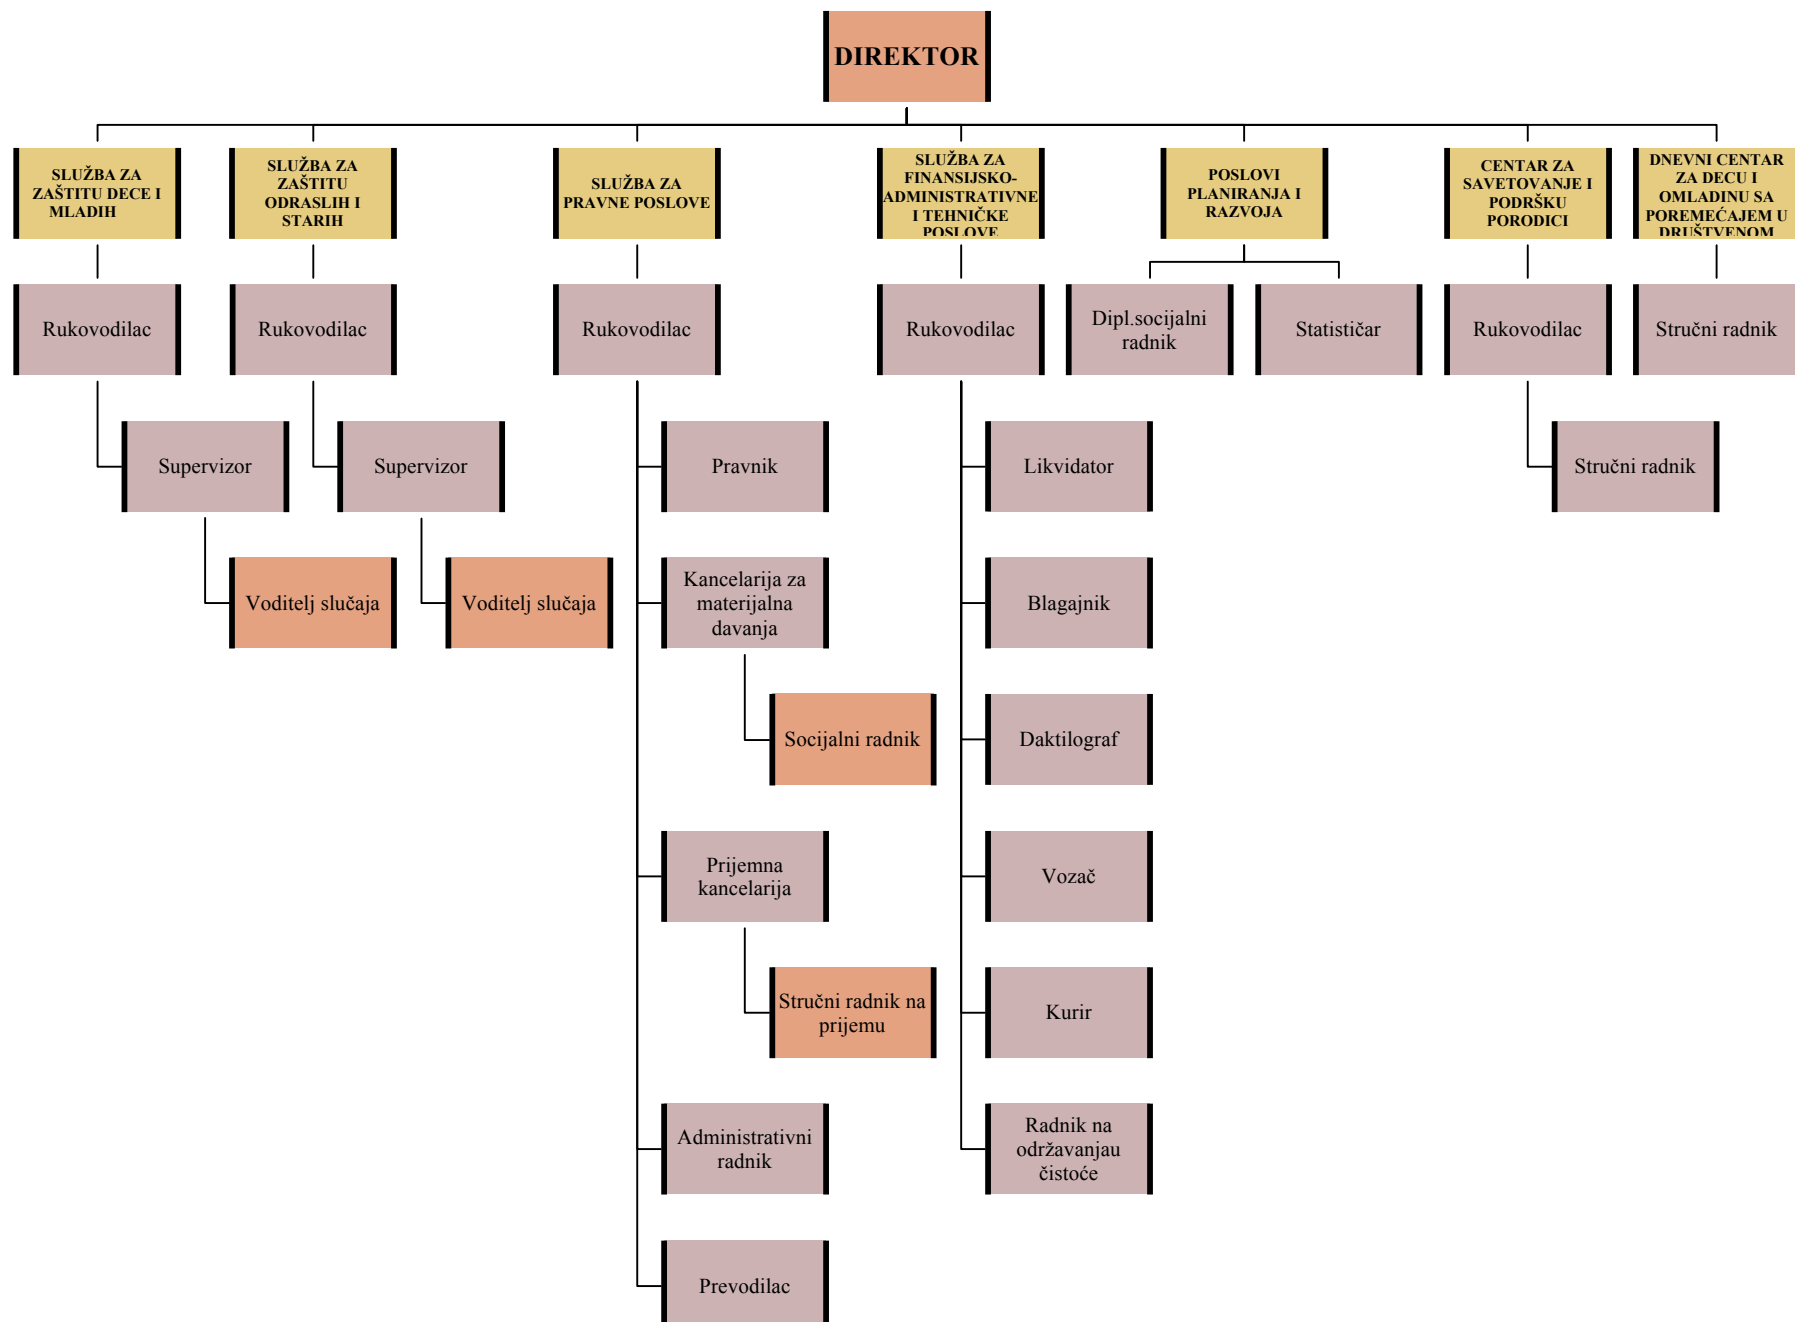 DIREKTOR
SLUŽBA ZA
ZAŠTITU DECE I
MLADIH
SLUŽBA ZA
ZAŠTITU
ODRASLIH I
STARIH
SLUŽBA ZA
PRAVNE POSLOVE
SLUŽBA ZA
FINANSIJSKO-
ADMINISTRATIVNE
I TEHNIČKE
POSLOVE
POSLOVI
PLANIRANJA I
RAZVOJA
CENTAR ZA
SAVETOVANJE I
PODRŠKU
PORODICI
DNEVNI CENTAR
ZA DECU I
OMLADINU SA
POREMEĆAJEM U
DRUŠTVENOM
Rukovodilac
Rukovodilac
Rukovodilac
Rukovodilac
Dipl.socijalni
radnik
Statističar
Rukovodilac
Stručni radnik
Supervizor
Supervizor
Pravnik
Likvidator
Stručni radnik
Voditelj slučaja
Voditelj slučaja
Kancelarija za
materijalna
davanja
Blagajnik
Socijalni radnik
Daktilograf
Prijemna
kancelarija
Vozač
Stručni radnik na
prijemu
Kurir
Administrativni
radnik
Radnik na
održavanjau
čistoće
Prevodilac